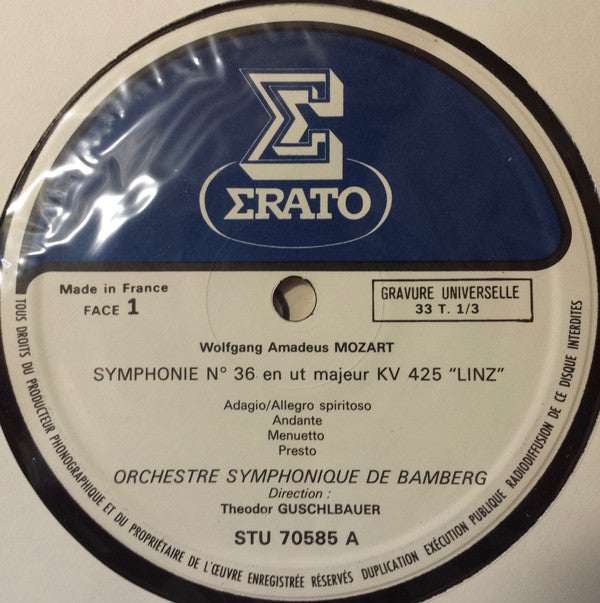 Σ
ΣRATO
Made in France
FACE 1
GRAVURE UNIVERSELLE
33 T. 1/3
Wolfgang Amadeus MOZART
SYMPHONIE N° 36 en ut majeur KV 425 "LINZ"
Adagio/Allegro spiritoso
Andante
Menuetto
Presto
ORCHESTRE SYMPHONIQUE DE BAMBERG
Direction :
Theodor GUSCHLBAUER
STU 70585 A
TOUS DROITS DU PRODUCTEUR PHONOGRAPHIQUE ET DU PROPRIÉTAIRE DE L'ŒUVRE ENREGISTRÉE RÉSERVÉS DUPLICATION EXÉCUTION PUBLIQUE RADIODIFFUSION DE CE DISQUE INTERDITES